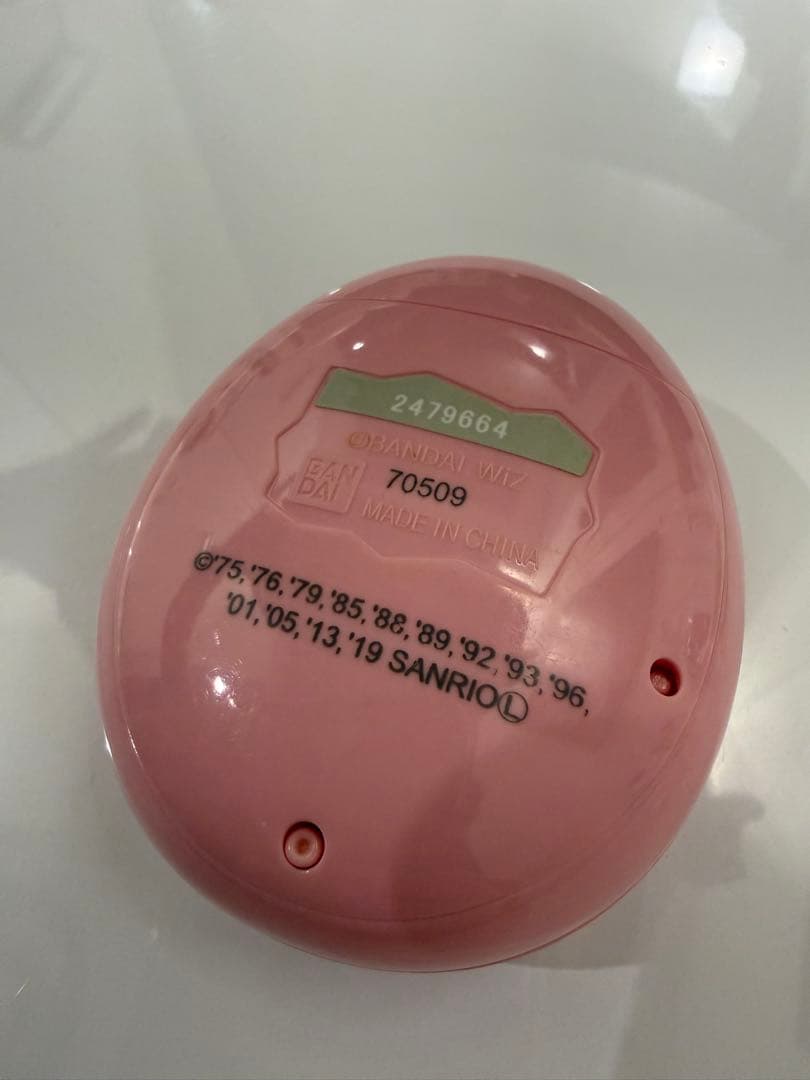 2479664
©BANDAI WiZ
BAN
DAI
70509
MADE IN CHINA
©'75,'76,'79,'85,'88,'89,'92,'93,'96,
'01,'05,'13,'19 SANRIOⓁ